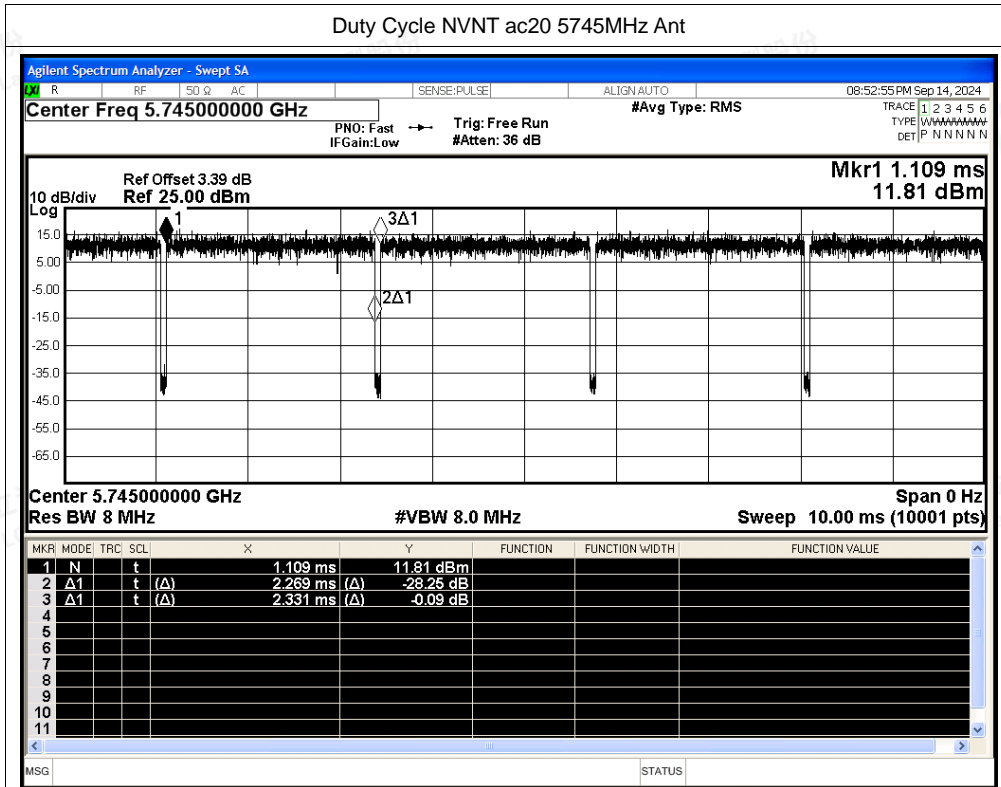 Duty Cycle NVNT ac20 5745MHz Ant
Agilent Spectrum Analyzer - Swept SA
LXI R RF 50 Ω AC SENSE:PULSE ALIGN AUTO 08:52:55 PM Sep 14, 2024
Center Freq 5.745000000 GHz #Avg Type: RMS TRACE 1 2 3 4 5 6
PNO: Fast Trig: Free Run TYPE WWWWWW
IFGain:Low #Atten: 36 dB DET P N N N N N
Mkr1 1.109 ms
Ref Offset 3.39 dB
10 dB/div Ref 25.00 dBm 11.81 dBm
Log
1 3Δ1
15.0
5.00
-5.00
2Δ1
-15.0
-25.0
-35.0
-45.0
-55.0
-65.0
Center 5.745000000 GHz Span 0 Hz
Res BW 8 MHz #VBW 8.0 MHz Sweep 10.00 ms (10001 pts)
MKR MODE TRC SCL X Y FUNCTION FUNCTION WIDTH FUNCTION VALUE
1 N t 1.109 ms 11.81 dBm
2 Δ1 t (Δ) 2.269 ms (Δ) -28.25 dB
3 Δ1 t (Δ) 2.331 ms (Δ) -0.09 dB
4
5
6
7
8
9
10
11
MSG STATUS